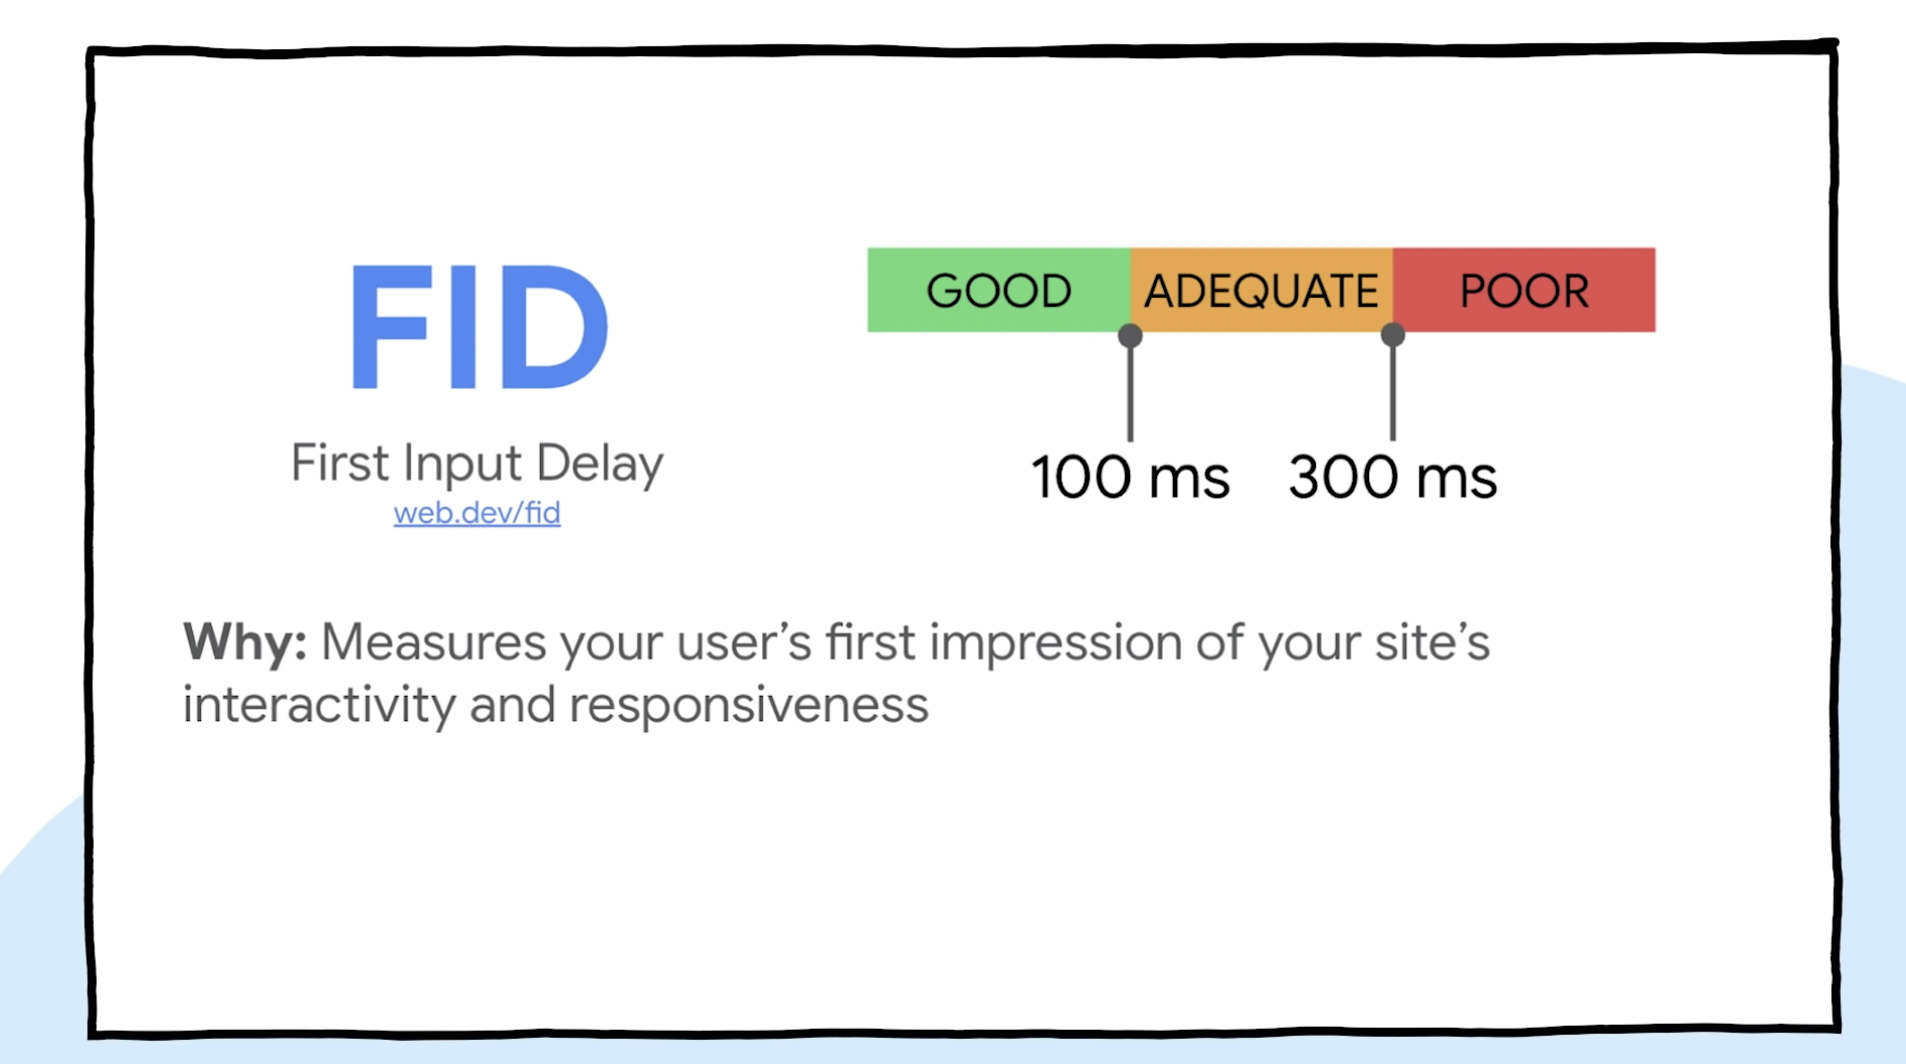 FID
First Input Delay
web.dev/fid
GOOD ADEQUATE POOR
100 ms 300 ms
Why: Measures your user’s first impression of your site’s
interactivity and responsiveness